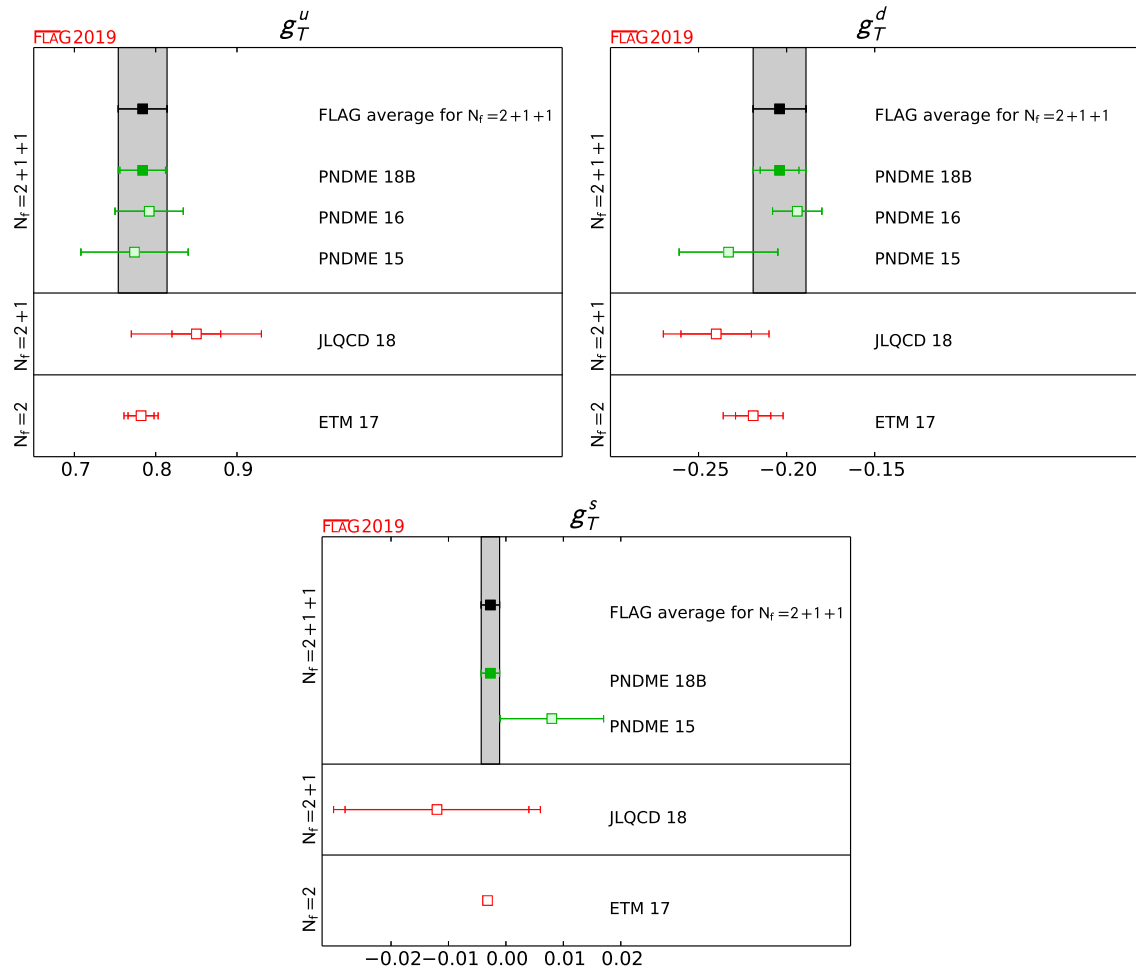 g_T^u
FLAG2019
N_f=2+1+1
FLAG average for N_f=2+1+1
PNDME 18B
PNDME 16
PNDME 15
N_f=2+1
JLQCD 18
N_f=2
ETM 17
0.7 0.8 0.9
g_T^d
FLAG2019
N_f=2+1+1
FLAG average for N_f=2+1+1
PNDME 18B
PNDME 16
PNDME 15
N_f=2+1
JLQCD 18
N_f=2
ETM 17
−0.25 −0.20 −0.15
g_T^s
FLAG2019
N_f=2+1+1
FLAG average for N_f=2+1+1
PNDME 18B
PNDME 15
N_f=2+1
JLQCD 18
N_f=2
ETM 17
−0.02 −0.01 0.00 0.01 0.02